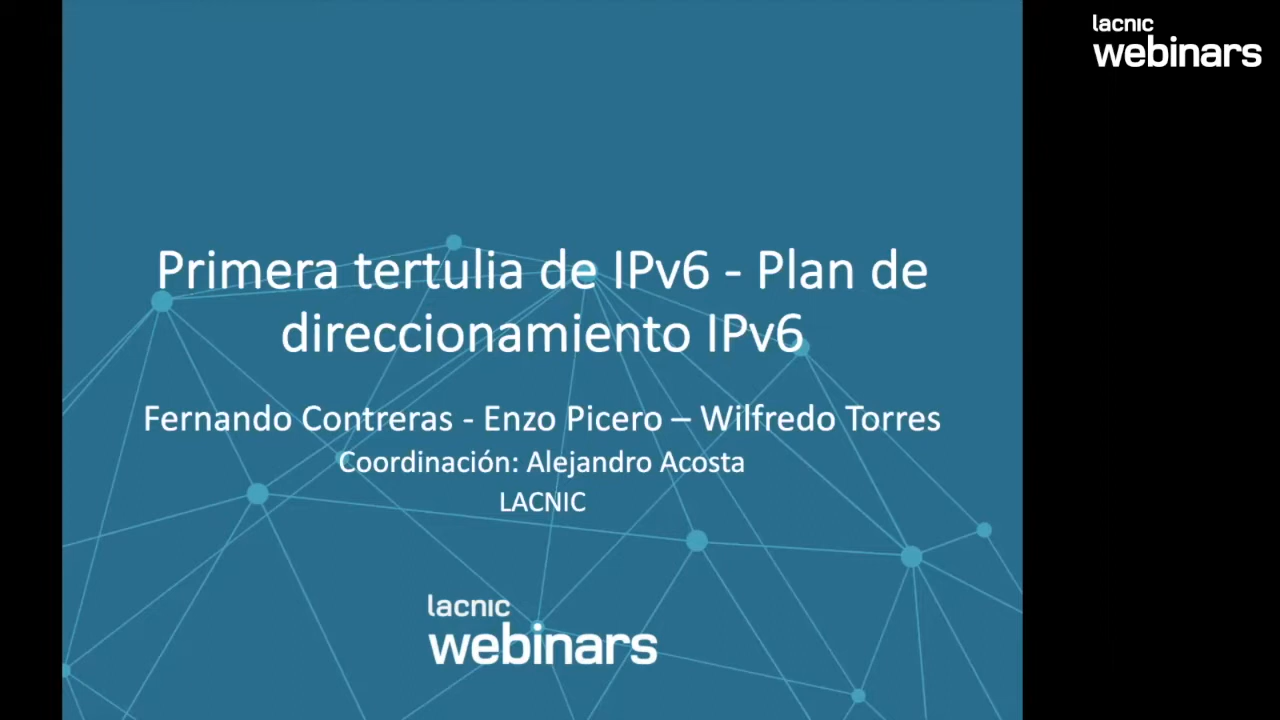 lacnic
webinars
Primera tertulia de IPv6 - Plan de
direccionamiento IPv6
Fernando Contreras - Enzo Picero – Wilfredo Torres
Coordinación: Alejandro Acosta
LACNIC
lacnic
webinars